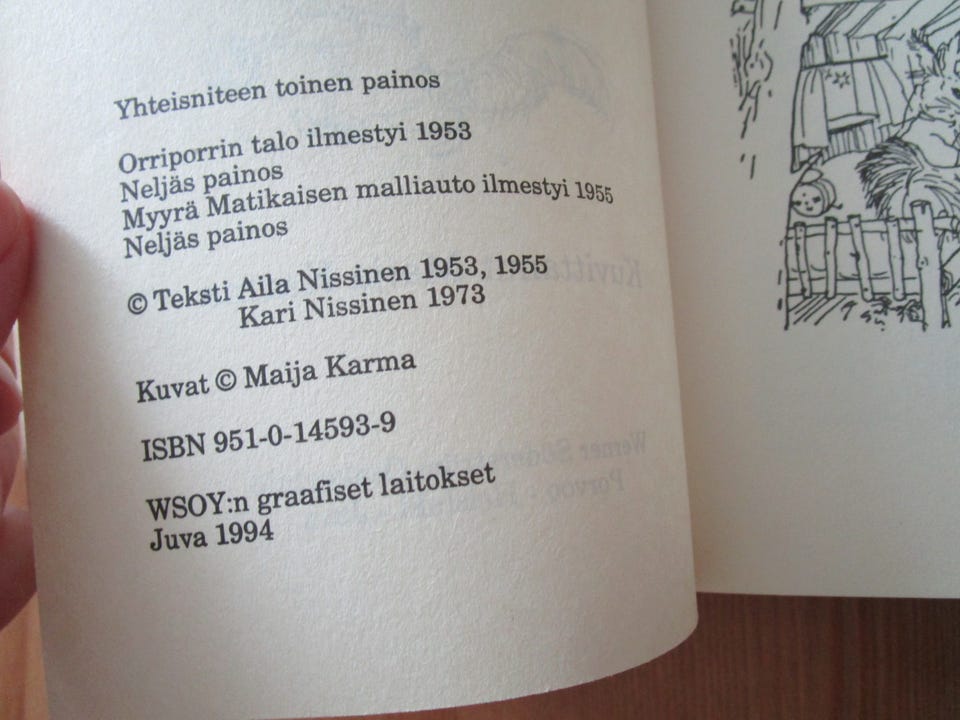 Yhteisniteen toinen painos
Orriporrin talo ilmestyi 1953
Neljäs painos
Myyrä Matikaisen malliauto ilmestyi 1955
Neljäs painos
© Teksti Aila Nissinen 1953, 1955
Kari Nissinen 1973
Kuvat © Maija Karma
ISBN 951-0-14593-9
WSOY:n graafiset laitokset
Juva 1994